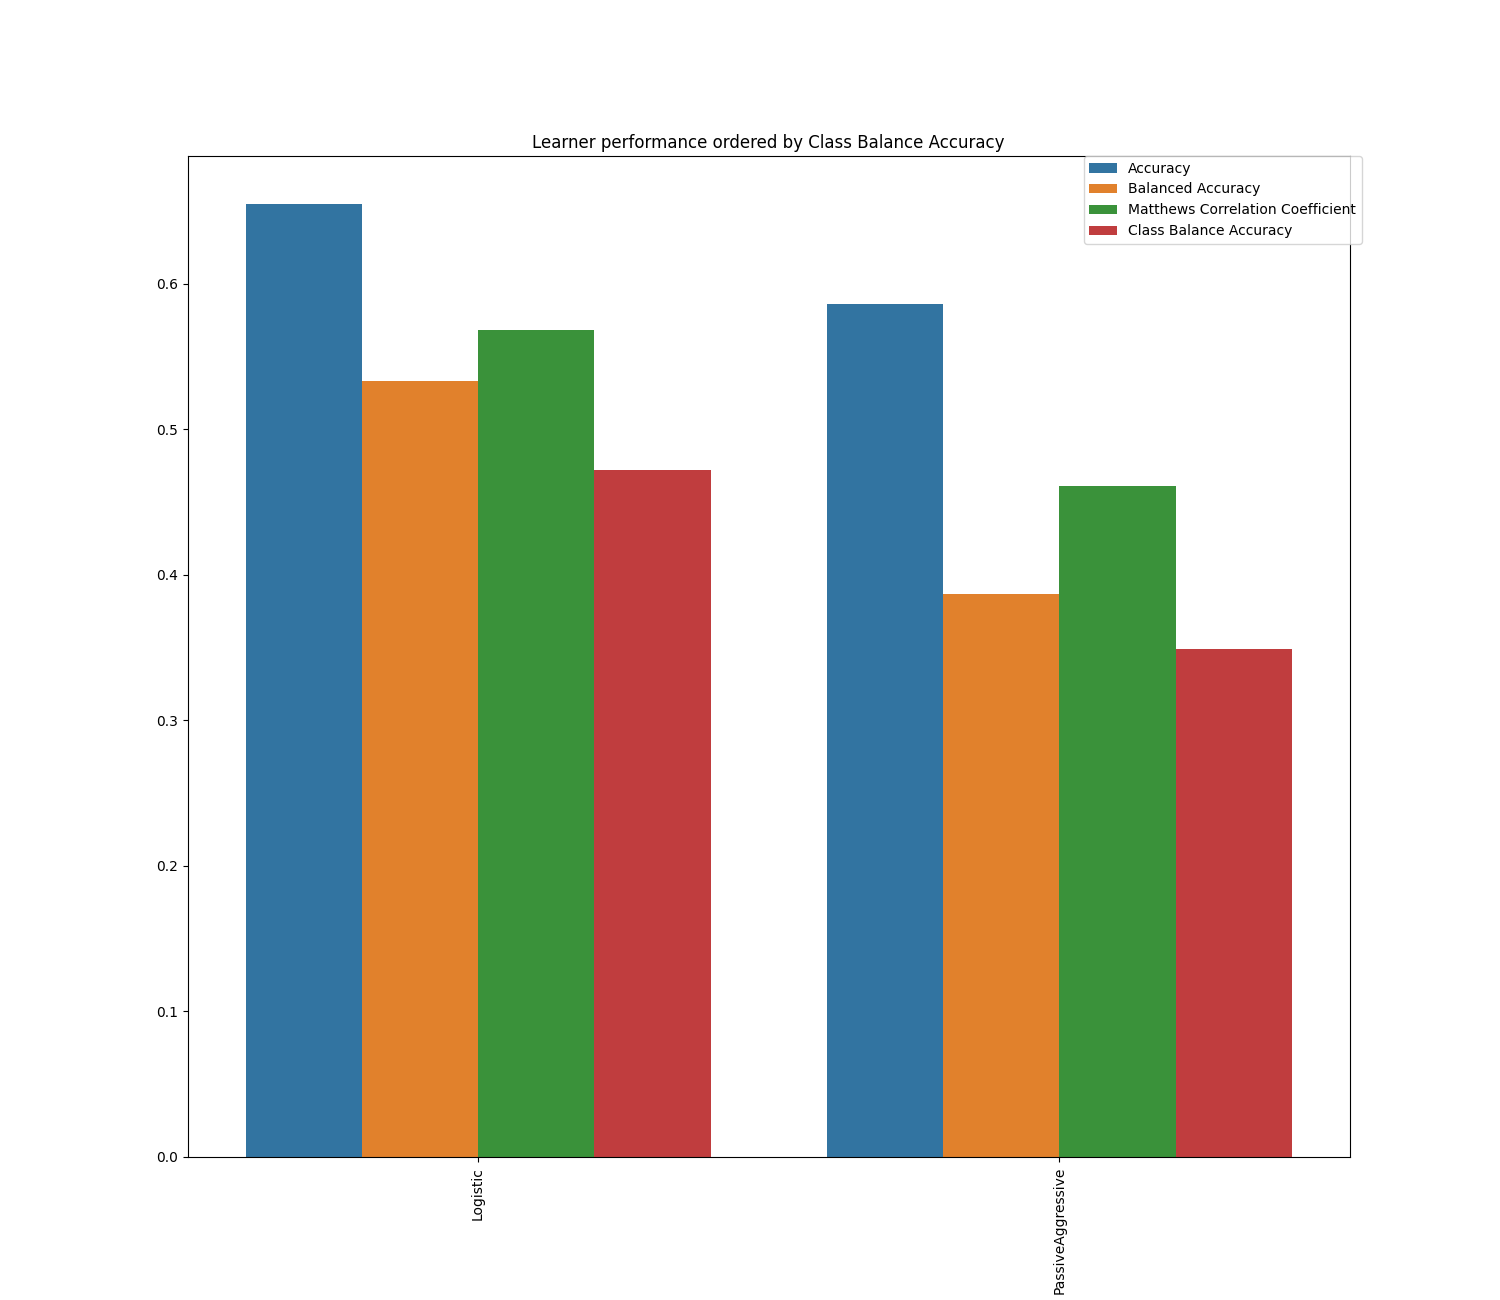 Learner performance ordered by Class Balance Accuracy
Accuracy
Balanced Accuracy
Matthews Correlation Coefficient
Class Balance Accuracy
0.6
0.5
0.4
0.3
0.2
0.1
0.0
Logistic
PassiveAggressive